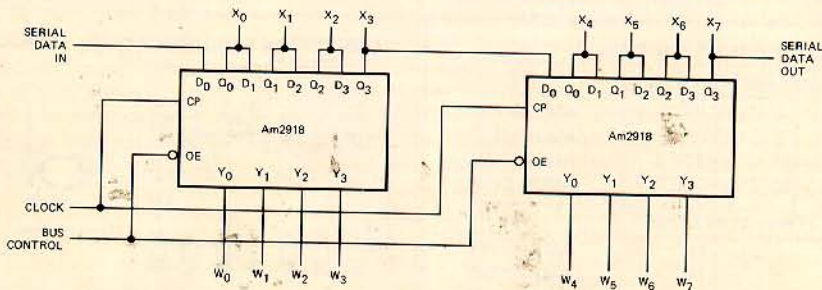 X0 X1 X2 X3 X4 X5 X6 X7
SERIAL
DATA
IN
SERIAL
DATA
OUT
D0 Q0 D1 Q1 D2 Q2 D3 Q3
CP
Am2918
OE
Y0 Y1 Y2 Y3
D0 Q0 D1 Q1 D2 Q2 D3 Q3
CP
Am2918
OE
Y0 Y1 Y2 Y3
CLOCK
BUS
CONTROL
W0 W1 W2 W3
W4 W5 W6 W7